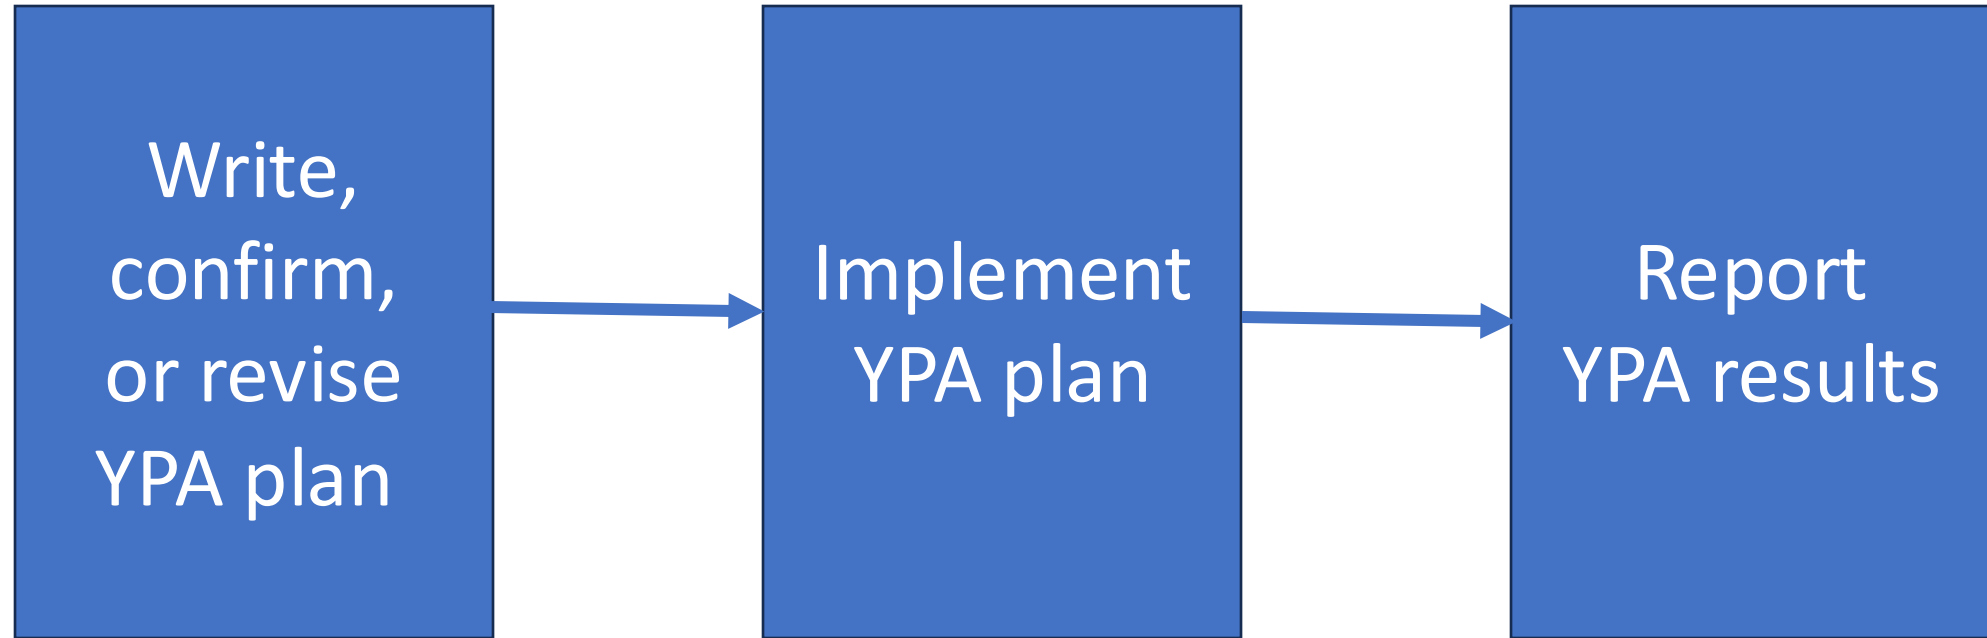 Write,
confirm,
or revise
YPA plan
Implement
YPA plan
Report
YPA results